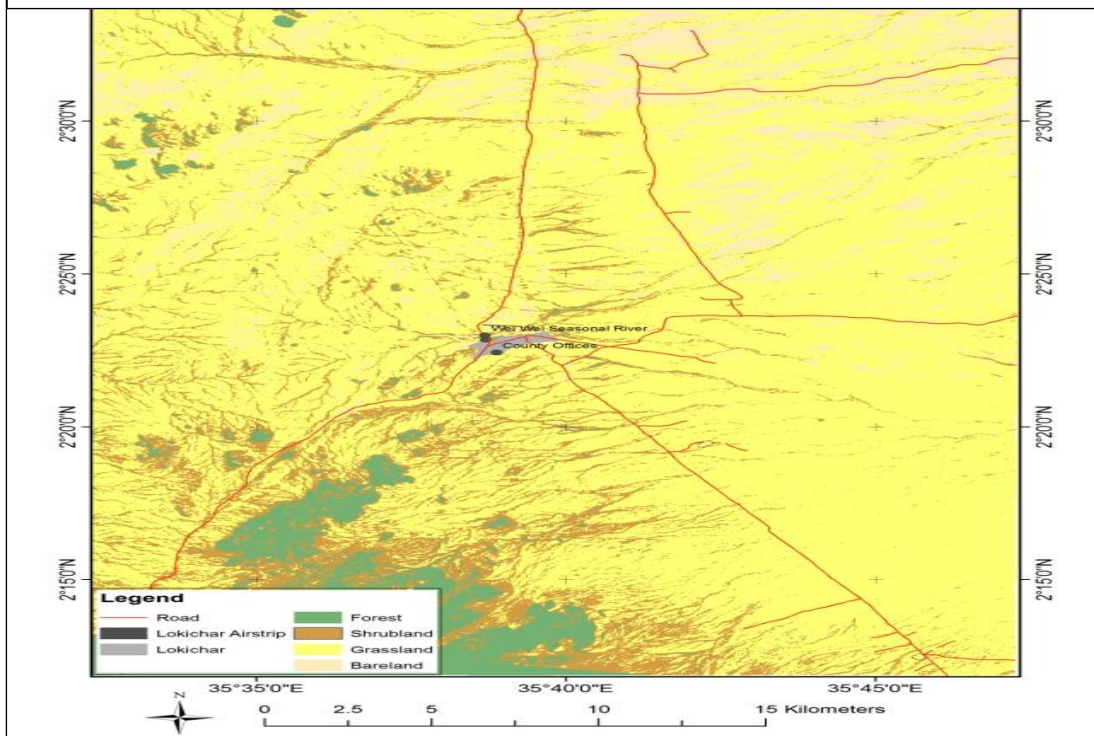 2°30'0"N
2°30'0"N
2°25'0"N
2°25'0"N
Wei Wei Seasonal River
County Offices
2°20'0"N
2°20'0"N
2°15'0"N
2°15'0"N
Legend
Road
Lokichar Airstrip
Lokichar
Forest
Shrubland
Grassland
Bareland
35°35'0"E
35°40'0"E
35°45'0"E
N
0 2.5 5 10 15 Kilometers